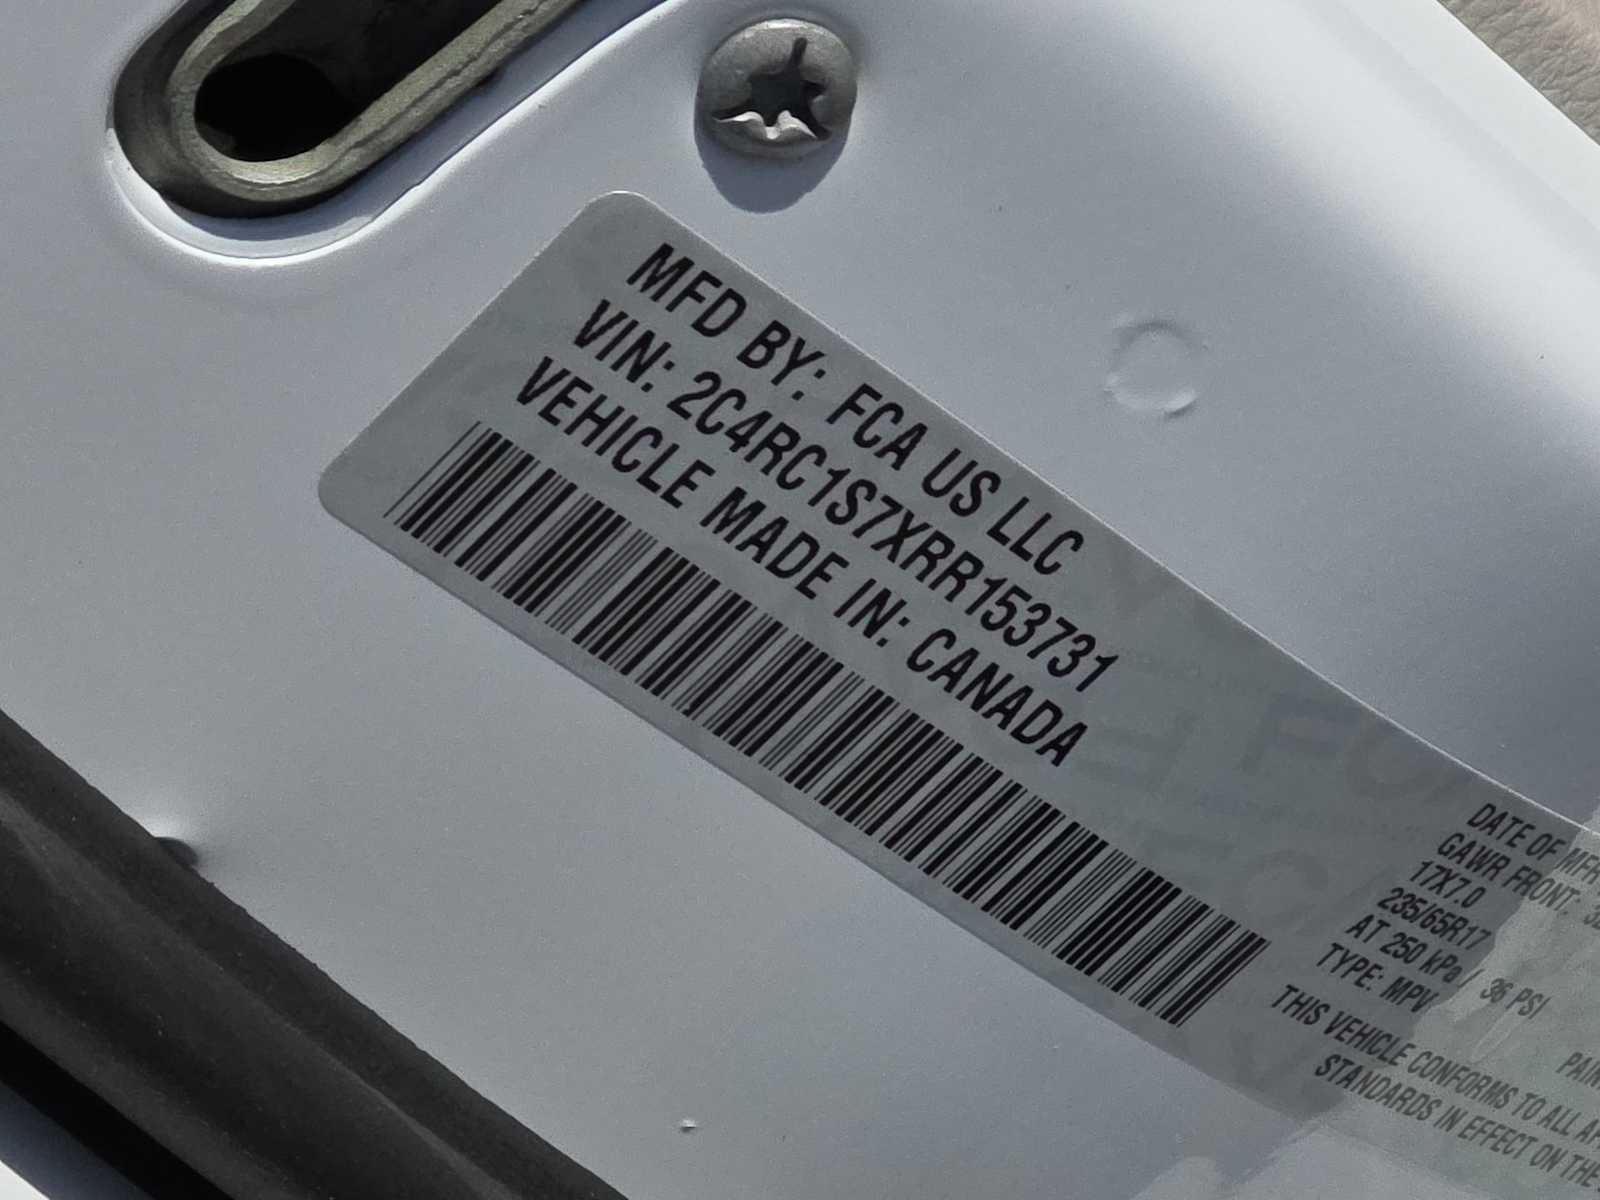 MFD BY: FCA US LLC
VIN: 2C4RC1S7XRR153731
VEHICLE MADE IN: CANADA
DATE OF MFR
GAWR FRONT:
17X7.0
235/65R17
AT 250 kPa / 36 PSI
TYPE: MPV
THIS VEHICLE CONFORMS TO ALL
STANDARDS IN EFFECT ON THE